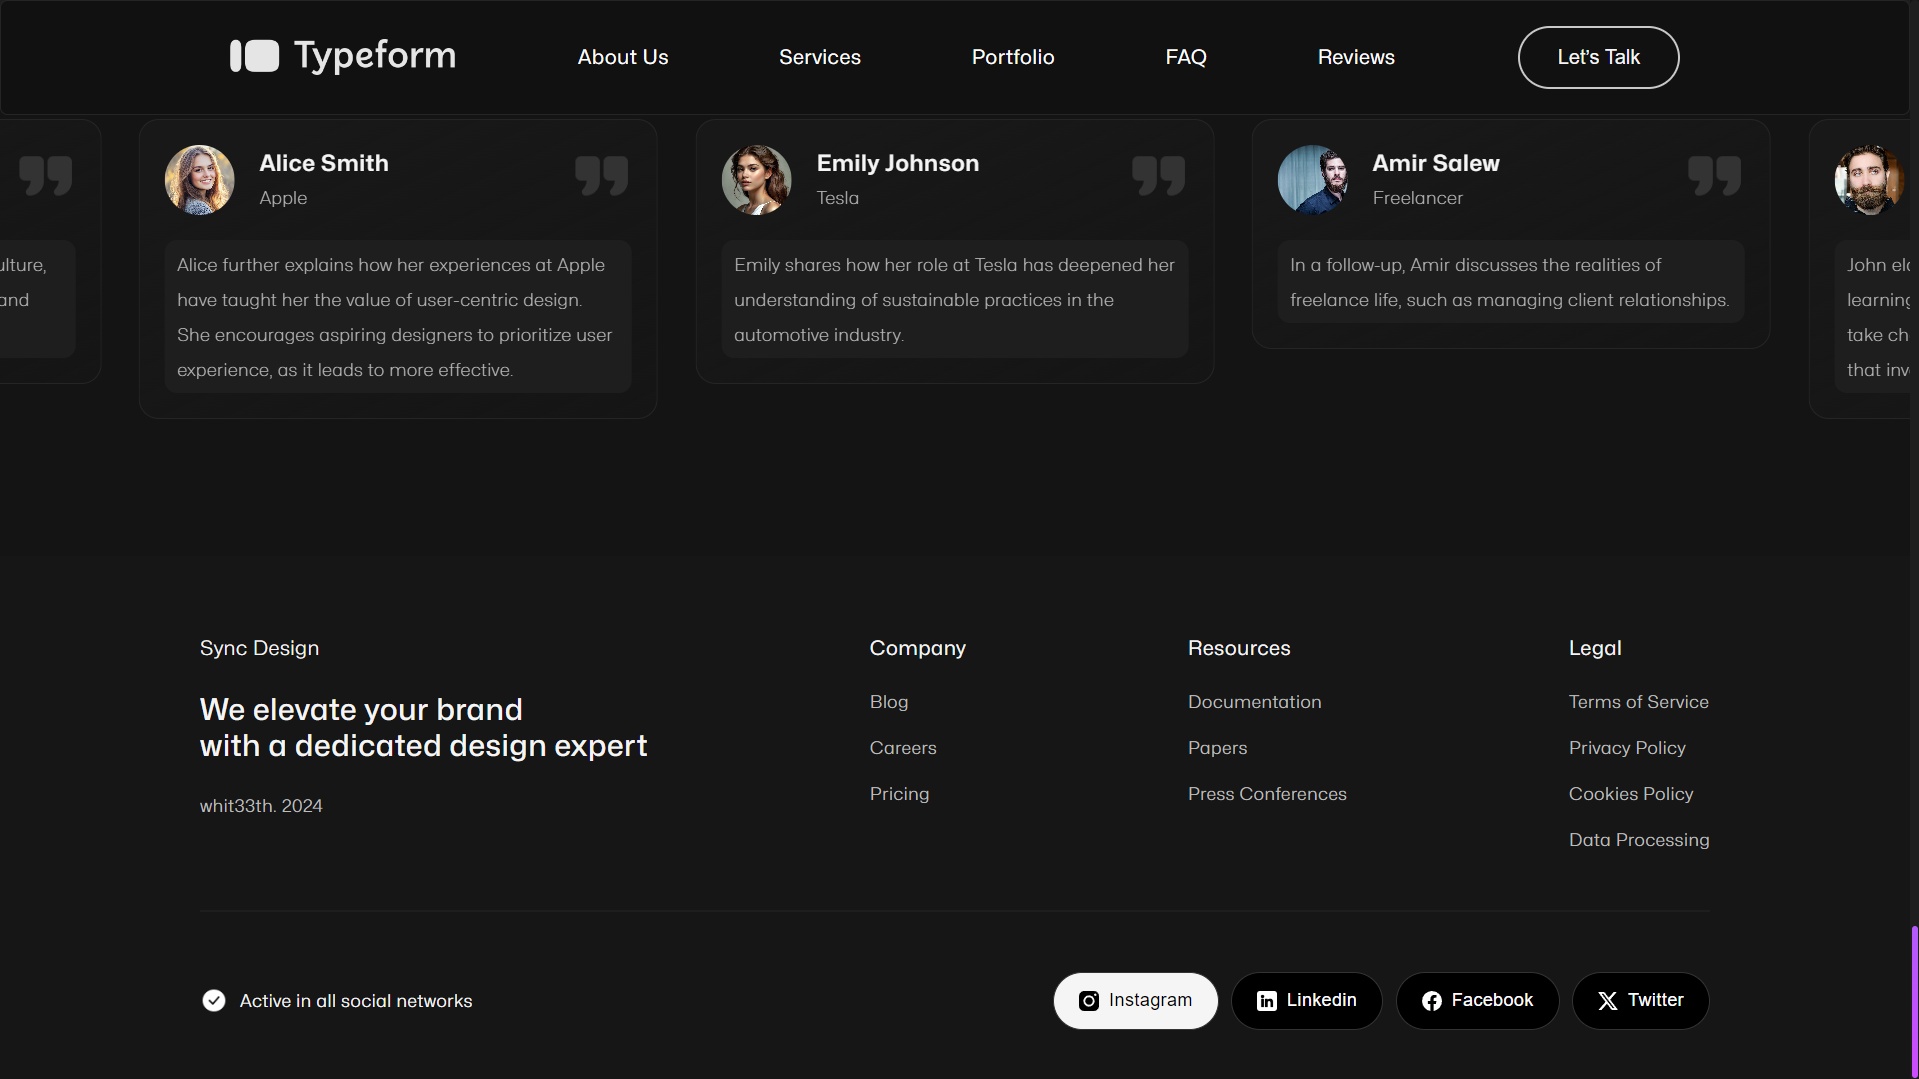 Typeform
About Us
Services
Portfolio
FAQ
Reviews
Let's Talk
and
Alice Smith
Apple
Alice further explains how her experiences at Apple
have taught her the value of user-centric design.
She encourages aspiring designers to prioritize user
experience, as it leads to more effective.
Emily Johnson
Tesla
Emily shares how her role at Tesla has deepened her
understanding of sustainable practices in the
automotive industry.
Amir Salew
Freelancer
In a follow-up, Amir discusses the realities of
freelance life, such as managing client relationships.
John
learning
take
that
Sync Design
We elevate your brand
with a dedicated design expert
whit33th. 2024
Company
Blog
Careers
Pricing
Resources
Documentation
Papers
Press Conferences
Legal
Terms of Service
Privacy Policy
Cookies Policy
Data Processing
Active in all social networks
Instagram
Linkedin
Facebook
Twitter